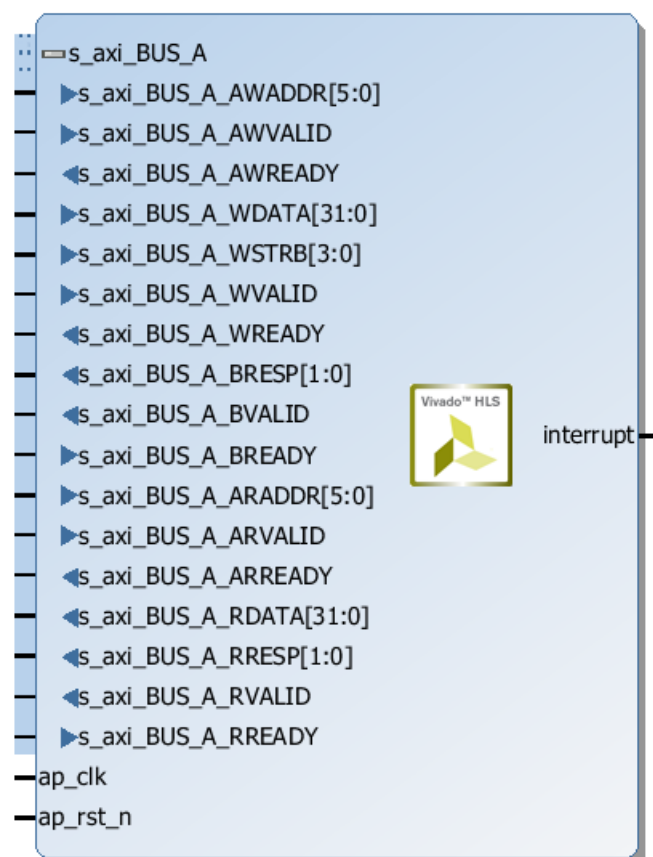 s_axi_BUS_A
s_axi_BUS_A_AWADDR[5:0]
s_axi_BUS_A_AWVALID
s_axi_BUS_A_AWREADY
s_axi_BUS_A_WDATA[31:0]
s_axi_BUS_A_WSTRB[3:0]
s_axi_BUS_A_WVALID
s_axi_BUS_A_WREADY
s_axi_BUS_A_BRESP[1:0]
s_axi_BUS_A_BVALID
s_axi_BUS_A_BREADY
s_axi_BUS_A_ARADDR[5:0]
s_axi_BUS_A_ARVALID
s_axi_BUS_A_ARREADY
s_axi_BUS_A_RDATA[31:0]
s_axi_BUS_A_RRESP[1:0]
s_axi_BUS_A_RVALID
s_axi_BUS_A_RREADY
ap_clk
ap_rst_n
Vivado™ HLS
interrupt